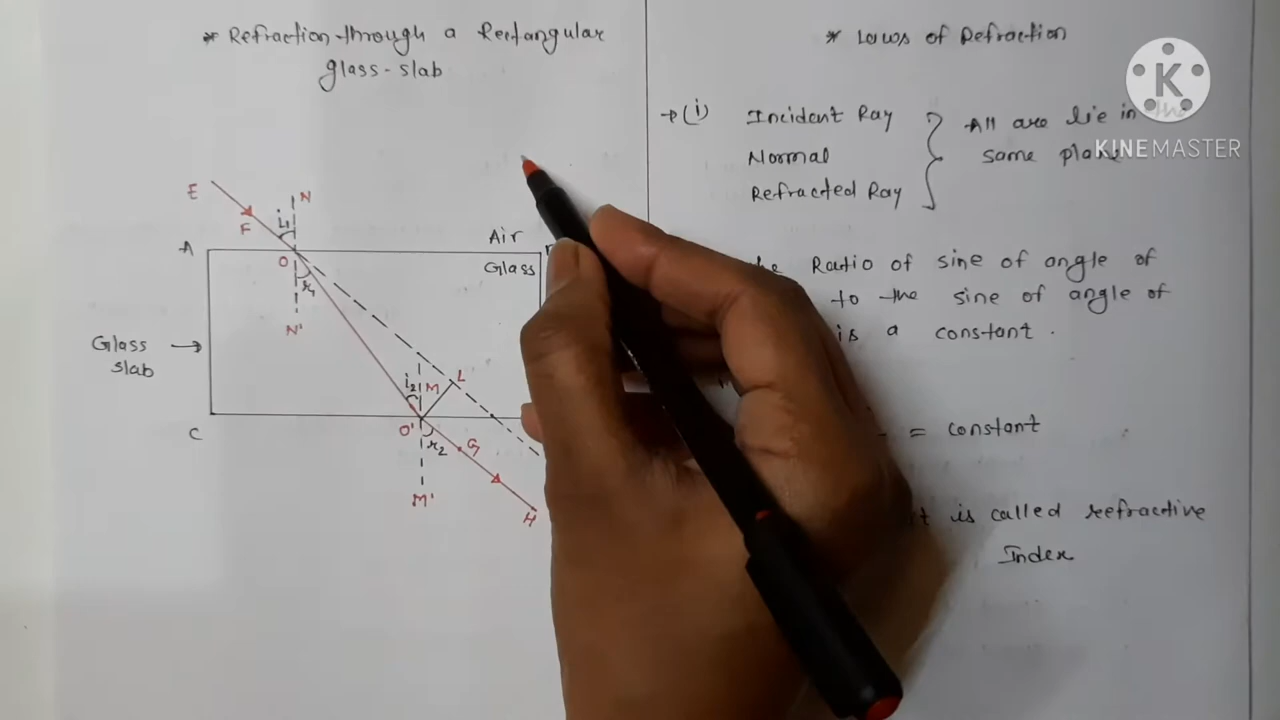 * Refraction through a Rectangular
glass-slab
E
N
i1
F
A
Air
O
Glass
r1
N'
Glass
slab
i2
M
L
C
O'
r2
G
M'
H
* Laws of Refraction
→ (i) Incident Ray
Normal
Refracted Ray
All are lie in the
same plane
Ratio of sine of angle of
to the sine of angle of
is a constant.
= constant
is called refractive
Index
K
KINEMASTER